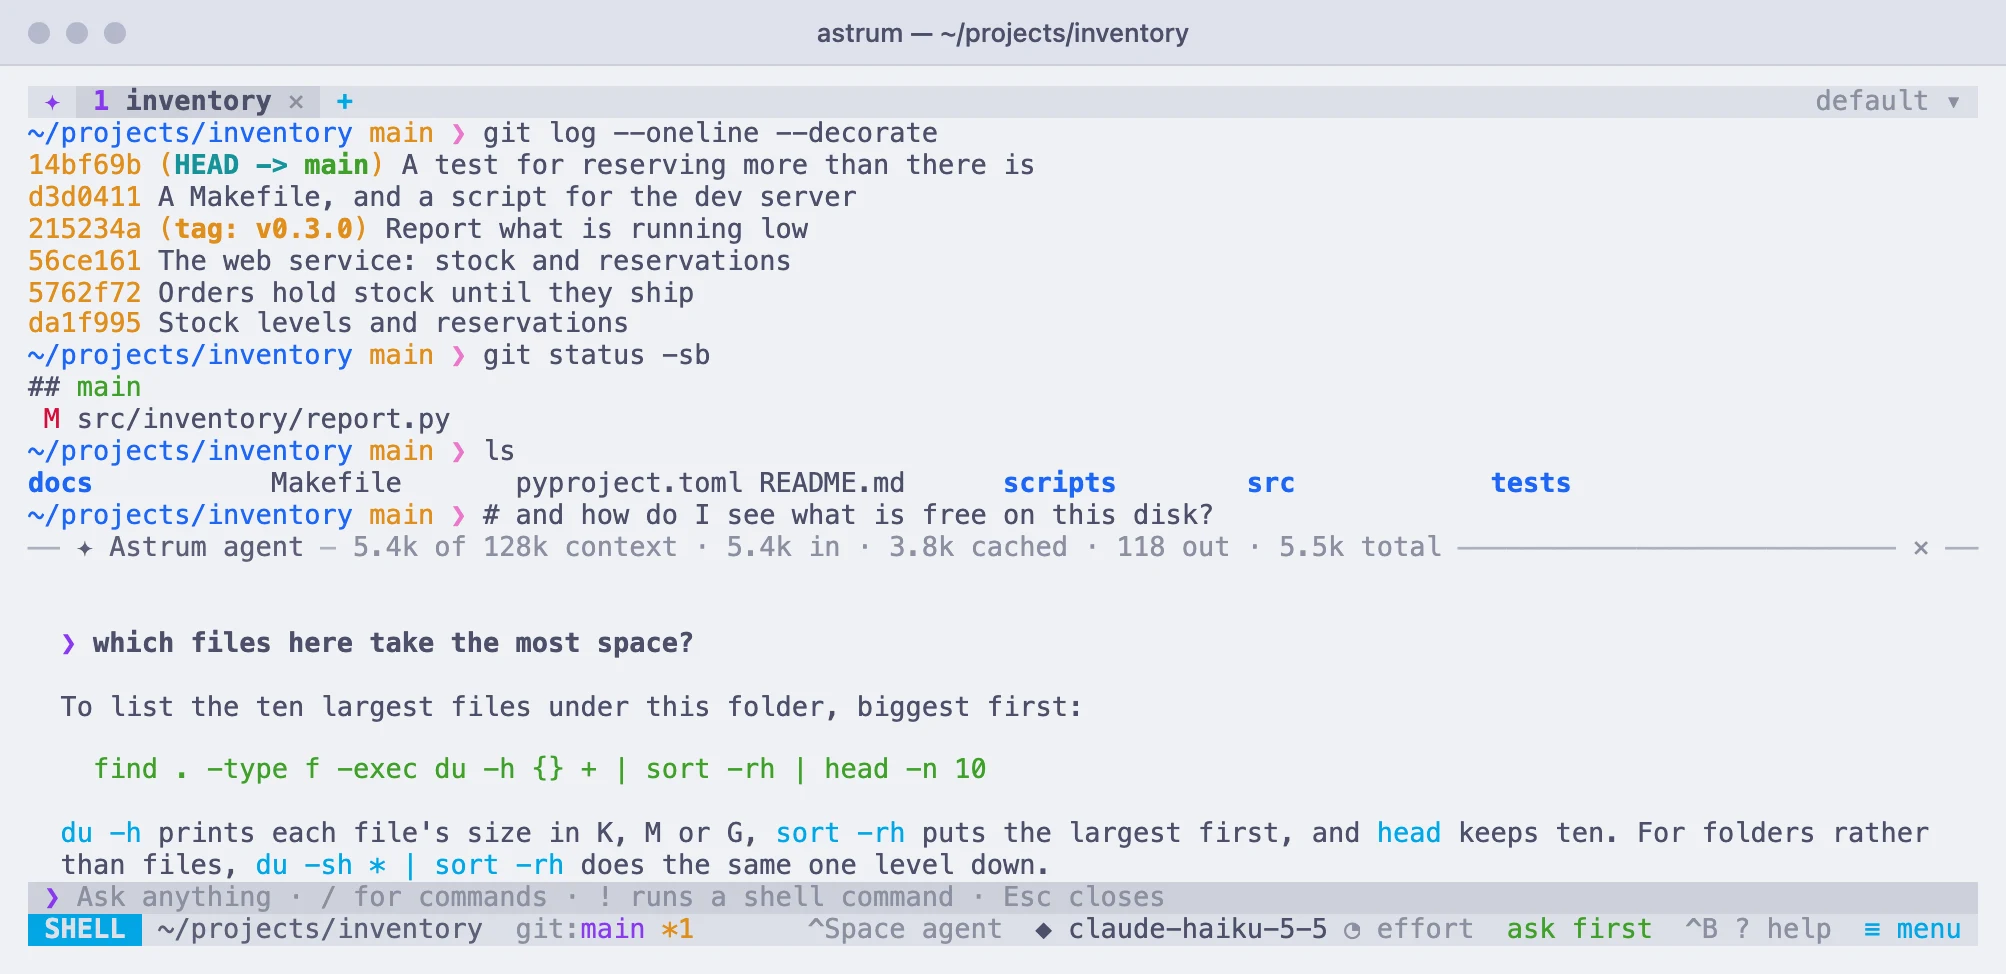 astrum — ~/projects/inventory
✦ 1 inventory × + default ▾
~/projects/inventory main ❯ git log --oneline --decorate
14bf69b (HEAD -> main) A test for reserving more than there is
d3d0411 A Makefile, and a script for the dev server
215234a (tag: v0.3.0) Report what is running low
56ce161 The web service: stock and reservations
5762f72 Orders hold stock until they ship
da1f995 Stock levels and reservations
~/projects/inventory main ❯ git status -sb
## main
 M src/inventory/report.py
~/projects/inventory main ❯ ls
docs Makefile pyproject.toml README.md scripts src tests
~/projects/inventory main ❯ # and how do I see what is free on this disk?
── ✦ Astrum agent — 5.4k of 128k context · 5.4k in · 3.8k cached · 118 out · 5.5k total ── × ──
❯ which files here take the most space?
To list the ten largest files under this folder, biggest first:
find . -type f -exec du -h {} + | sort -rh | head -n 10
du -h prints each file's size in K, M or G, sort -rh puts the largest first, and head keeps ten. For folders rather
than files, du -sh * | sort -rh does the same one level down.
❯ Ask anything · / for commands · ! runs a shell command · Esc closes
SHELL ~/projects/inventory git:main *1 ^Space agent ◆ claude-haiku-5-5 ◔ effort ask first ^B ? help ≡ menu